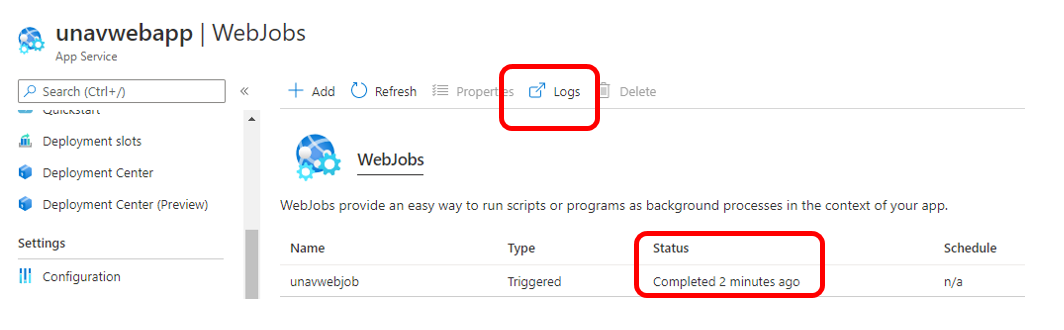 unavwebapp | WebJobs
App Service
Search (Ctrl+/)
«
Quickstart
Deployment slots
Deployment Center
Deployment Center (Preview)
Settings
Configuration
Add Refresh Properties Logs Delete
WebJobs
WebJobs provide an easy way to run scripts or programs as background processes in the context of your app.
Name Type Status Schedule
unavwebjob Triggered Completed 2 minutes ago n/a